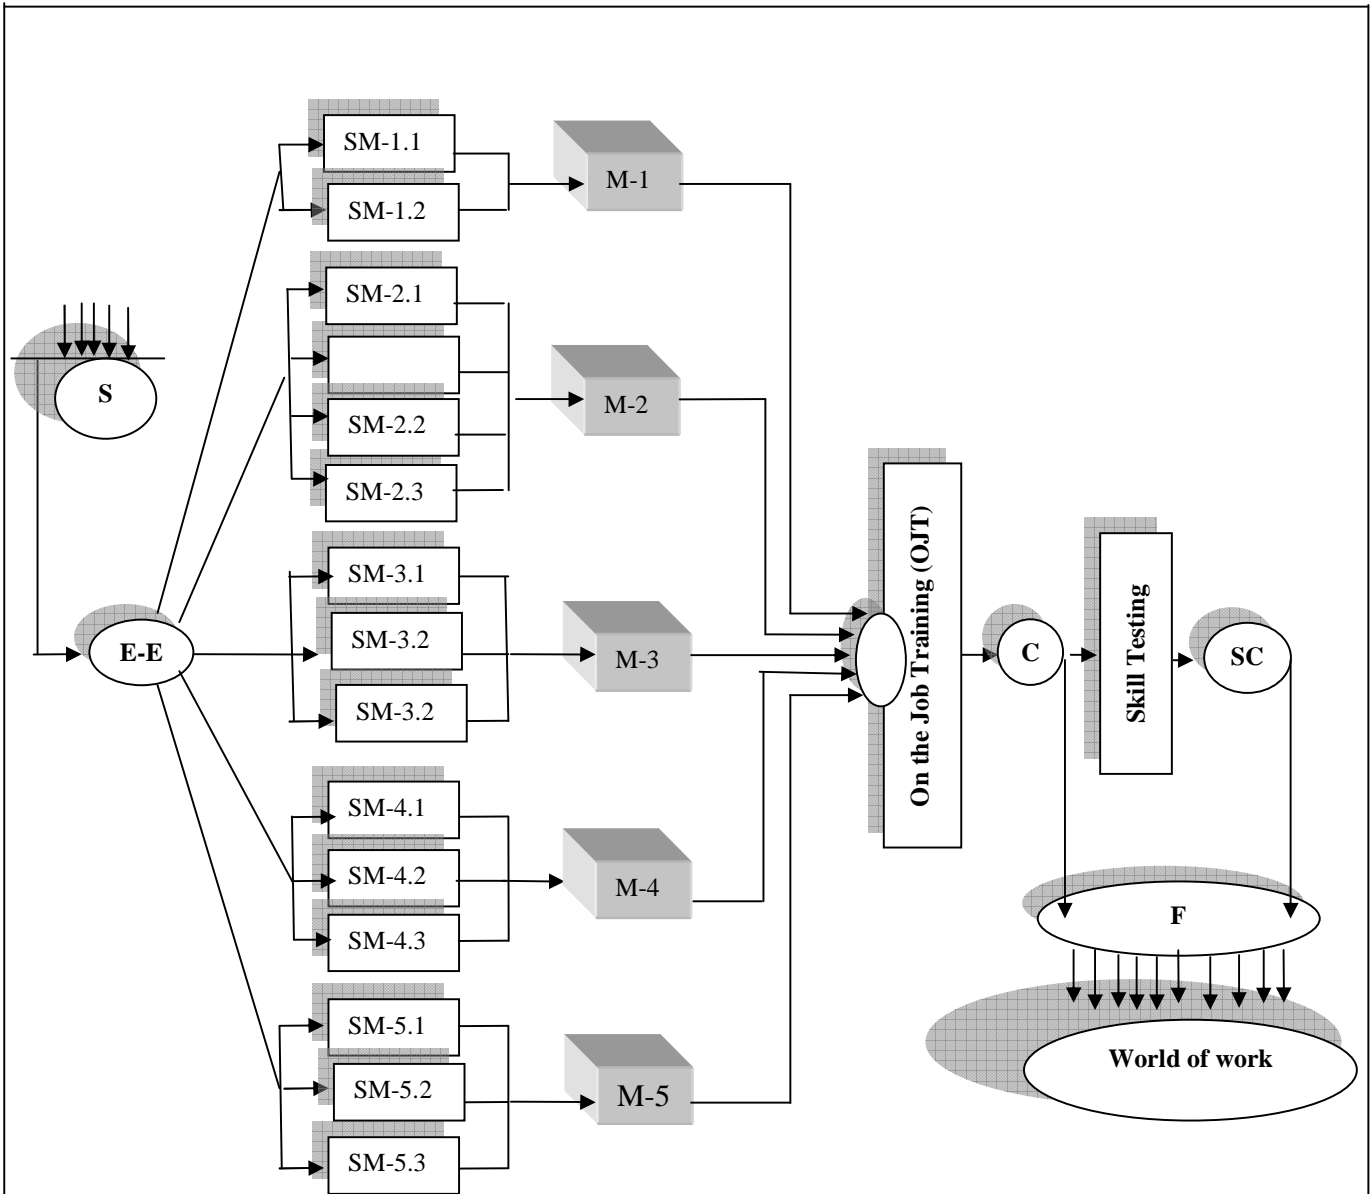 SM-1.1
SM-1.2
M-1
SM-2.1
SM-2.2
SM-2.3
M-2
S
SM-3.1
SM-3.2
SM-3.2
M-3
E-E
SM-4.1
SM-4.2
SM-4.3
M-4
SM-5.1
SM-5.2
SM-5.3
M-5
On the Job Training (OJT)
C
Skill Testing
SC
F
World of work